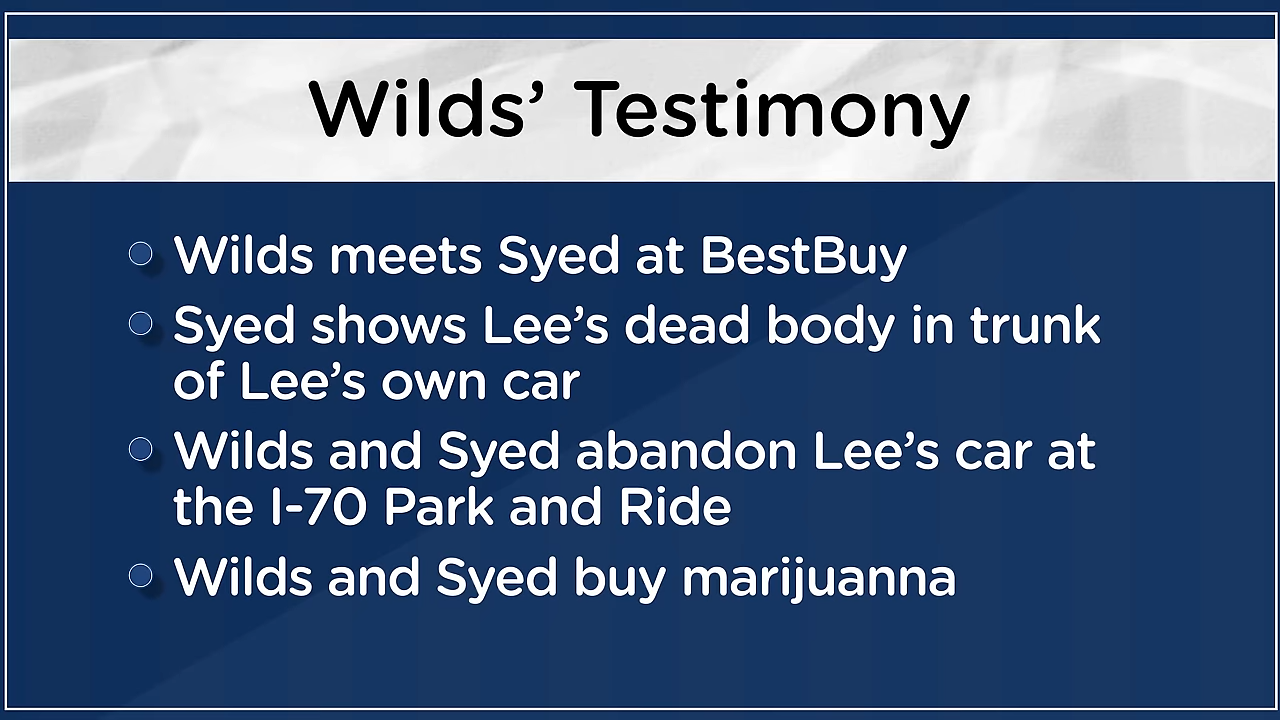 Wilds’ Testimony
Wilds meets Syed at BestBuy
Syed shows Lee’s dead body in trunk
of Lee’s own car
Wilds and Syed abandon Lee’s car at
the I-70 Park and Ride
Wilds and Syed buy marijuanna